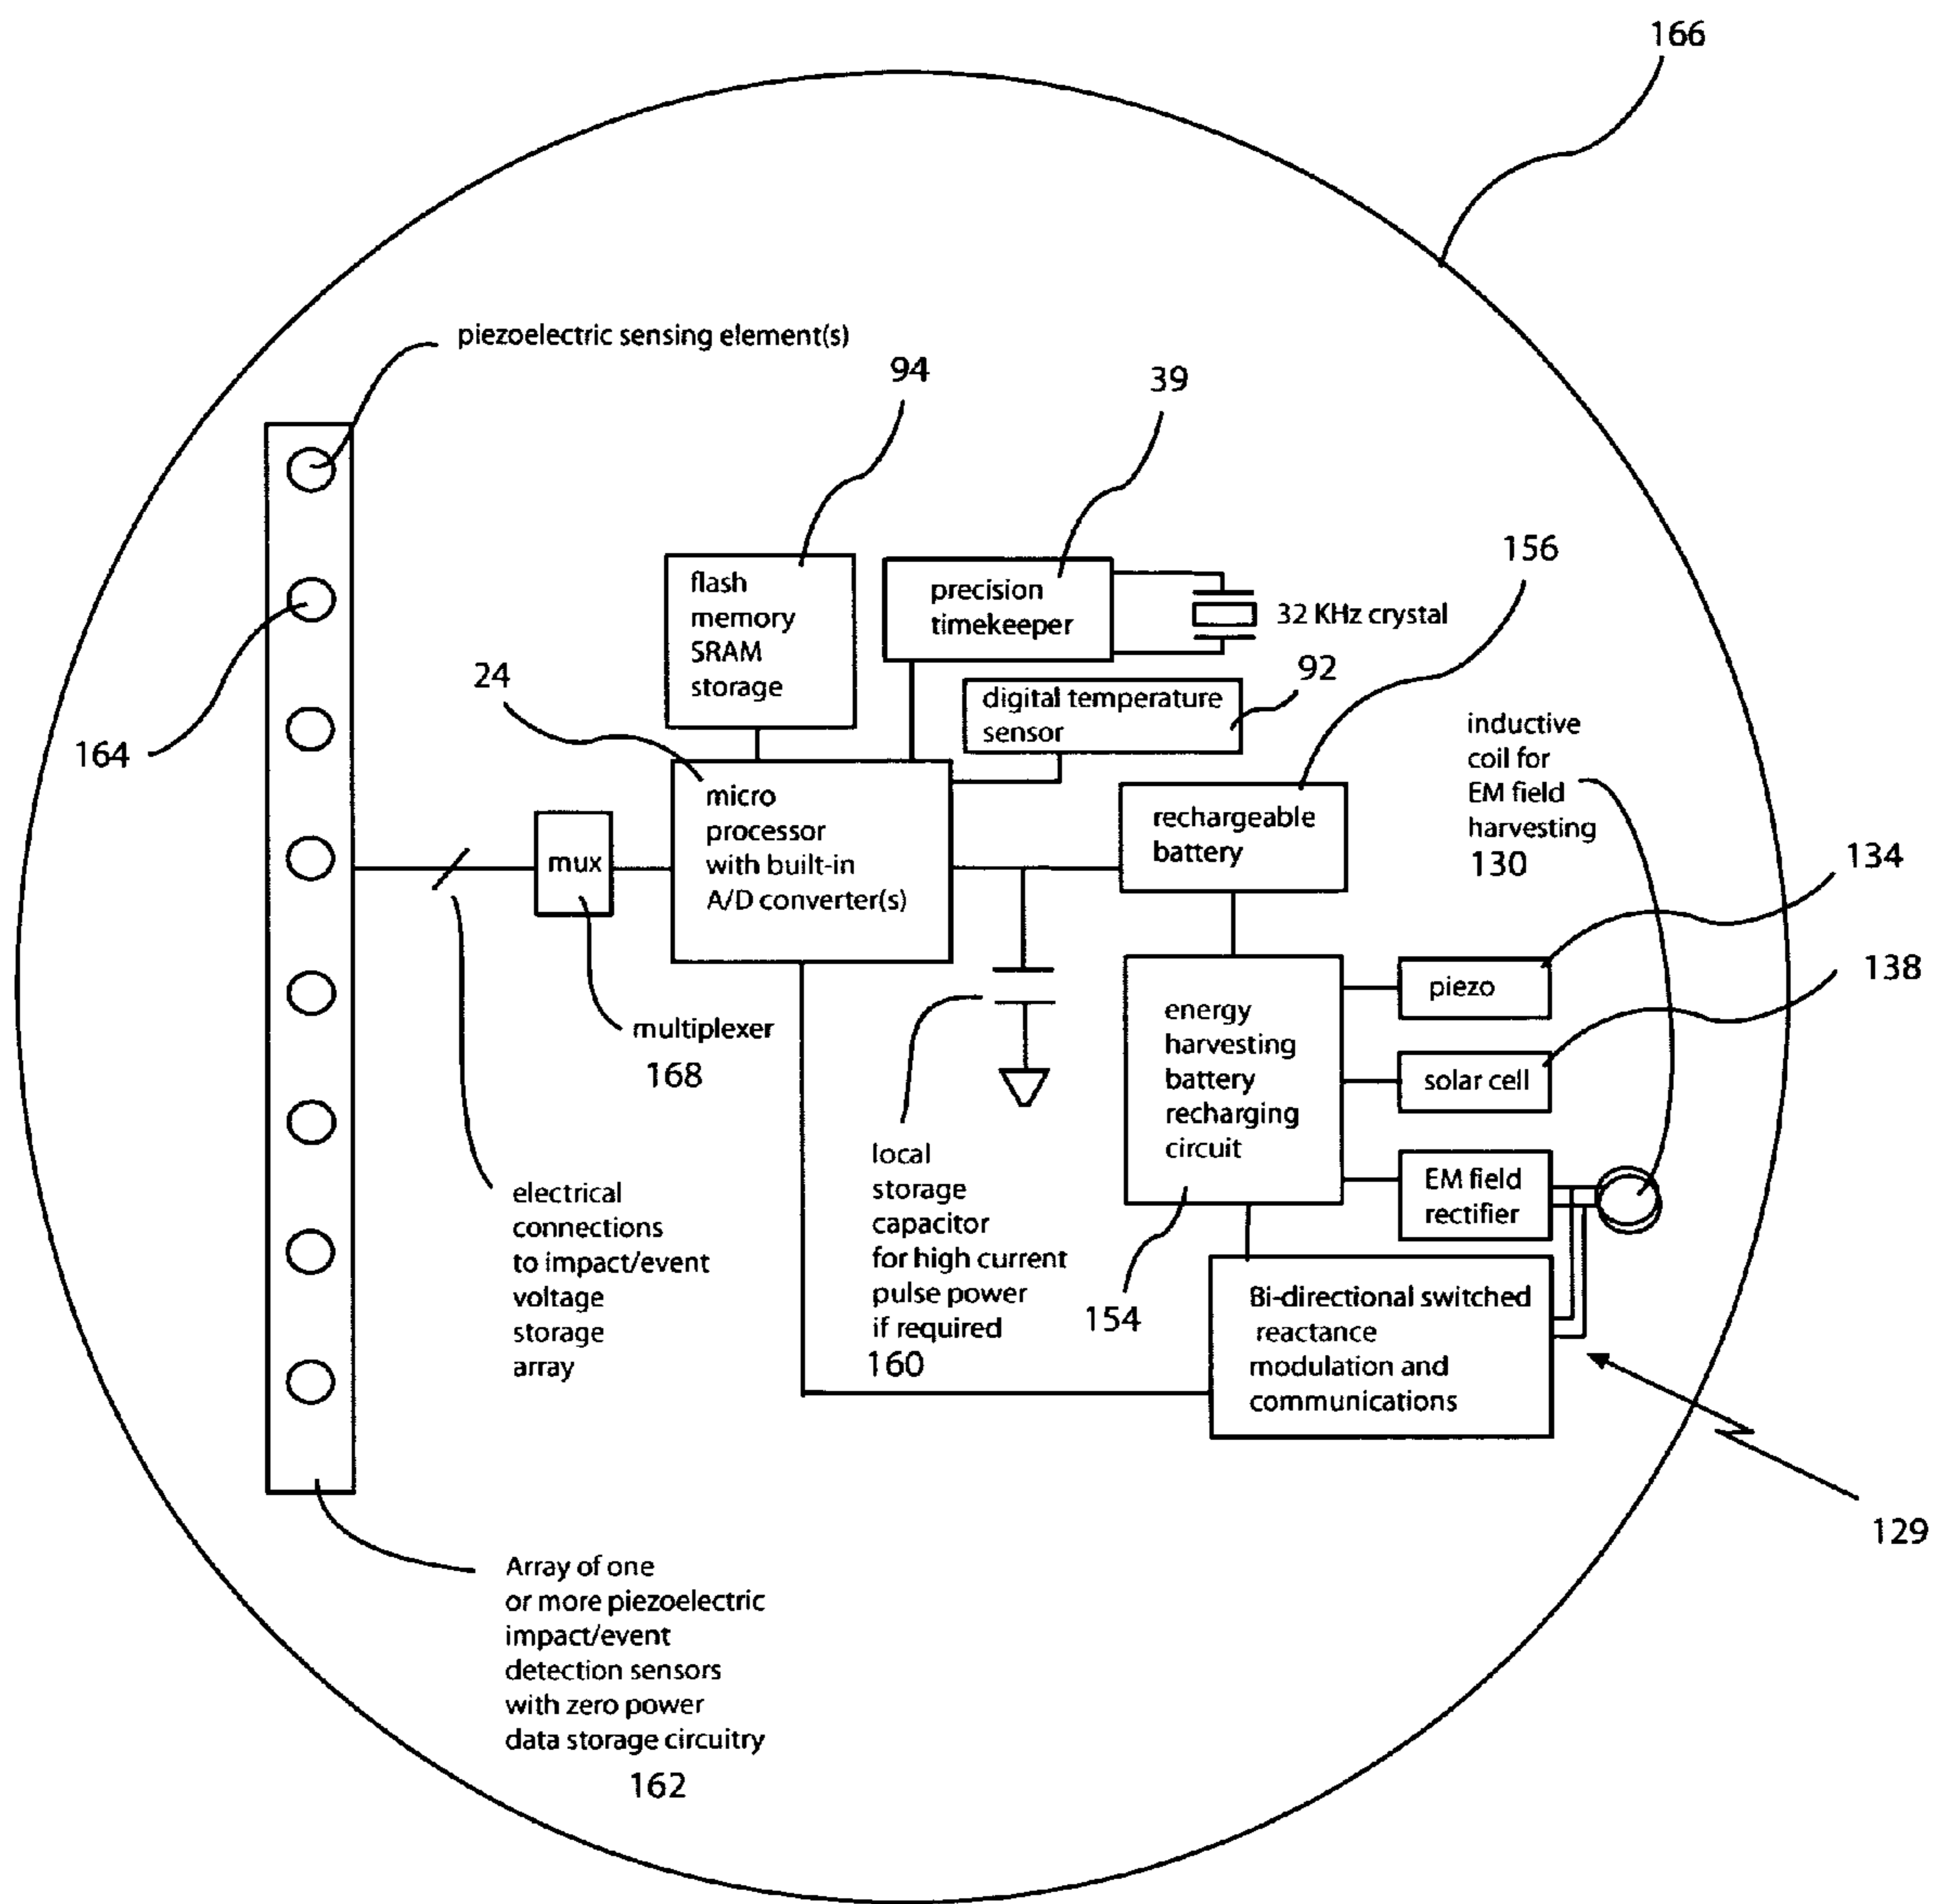 166
piezoelectric sensing element(s)
94
39
156
flash
memory
SRAM
storage
precision
timekeeper
32 KHz crystal
24
92
digital temperature
sensor
164
inductive
coil for
EM field
harvesting
130
micro
processor
with built-in
A/D converter(s)
mux
rechargeable
battery
134
138
multiplexer
168
energy
harvesting
battery
recharging
circuit
piezo
solar cell
EM field
rectifier
electrical
connections
to impact/event
voltage
storage
array
local
storage
capacitor
for high current
pulse power
if required
160
154
Bi-directional switched
reactance
modulation and
communications
129
Array of one
or more piezoelectric
impact/event
detection sensors
with zero power
data storage circuitry
162